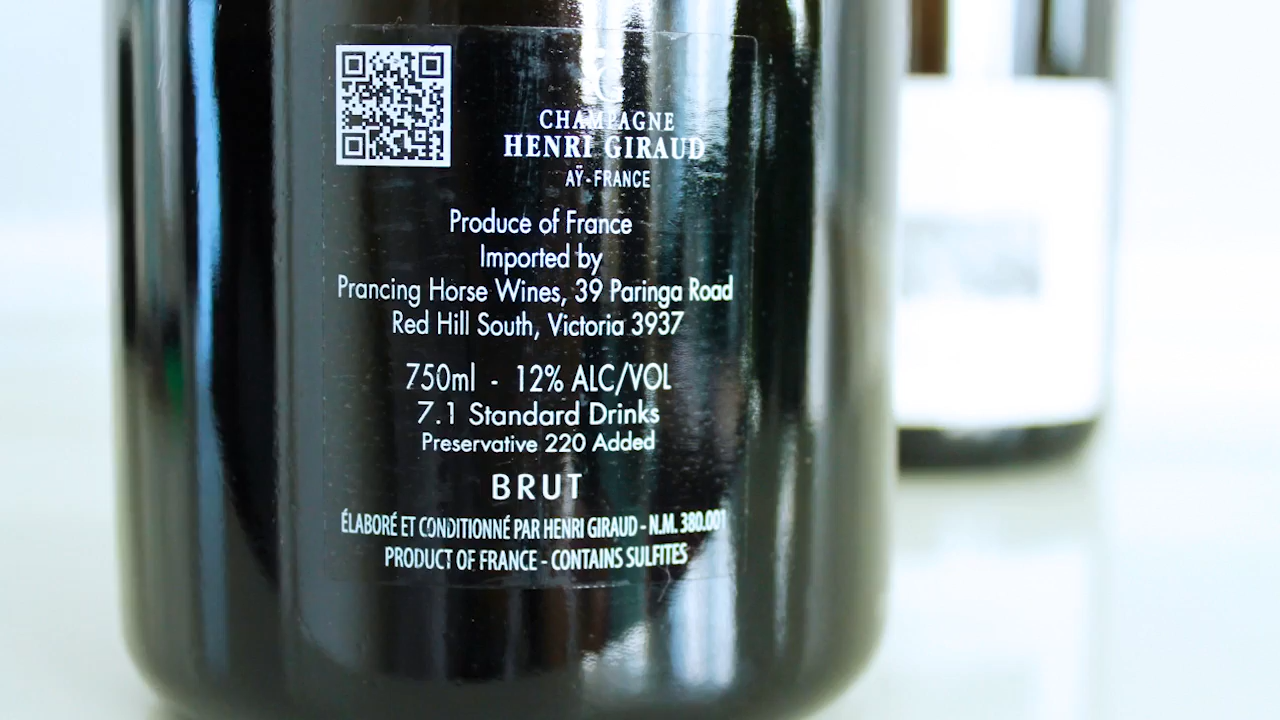 CHAMPAGNE
HENRI GIRAUD
AŸ-FRANCE
Produce of France
Imported by
Prancing Horse Wines, 39 Paringa Road
Red Hill South, Victoria 3937
750ml - 12% ALC/VOL
7.1 Standard Drinks
Preservative 220 Added
BRUT
ÉLABORÉ ET CONDITIONNÉ PAR HENRI GIRAUD - N.M. 380.001
PRODUCT OF FRANCE - CONTAINS SULFITES